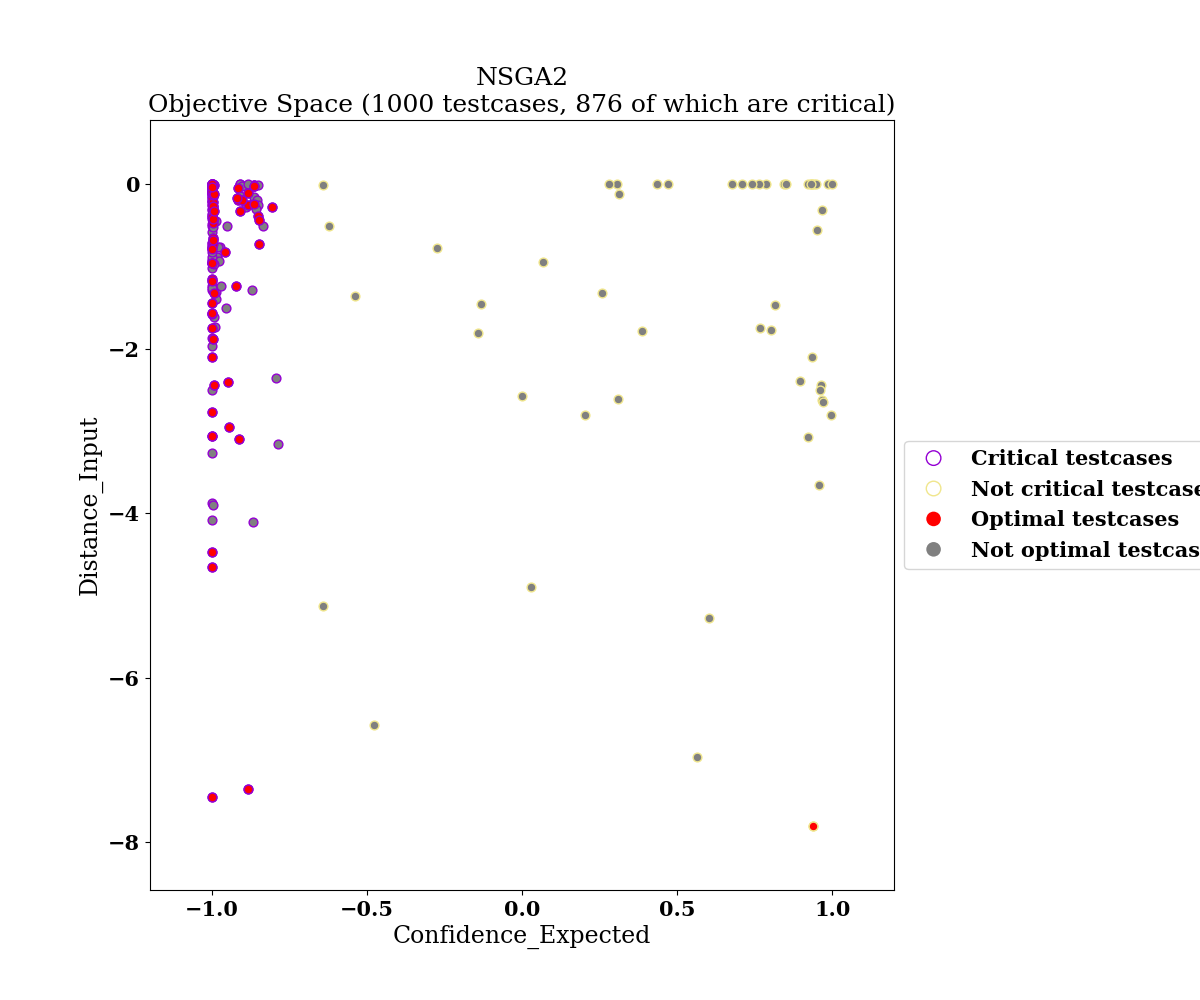 NSGA2
Objective Space (1000 testcases, 876 of which are critical)
0
−2
−4
−6
−8
Distance_Input
−1.0 −0.5 0.0 0.5 1.0
Confidence_Expected
Critical testcases
Not critical testcase
Optimal testcases
Not optimal testcas